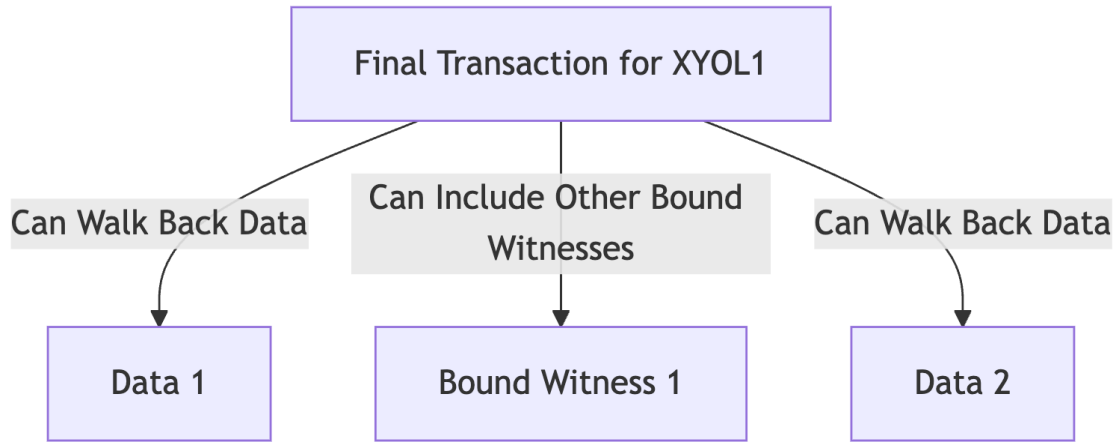 Final Transaction for XYOL1
Can Walk Back Data
Can Include Other Bound
Witnesses
Can Walk Back Data
Data 1
Bound Witness 1
Data 2